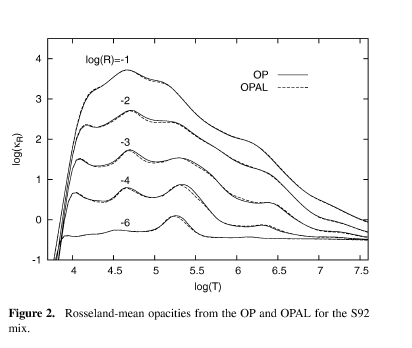 log(R)=-1
OP
OPAL
-2
-3
-4
-6
4
3
2
1
0
-1
log(κR)
4 4.5 5 5.5 6 6.5 7 7.5
log(T)
Figure 2. Rosseland-mean opacities from the OP and OPAL for the S92
mix.